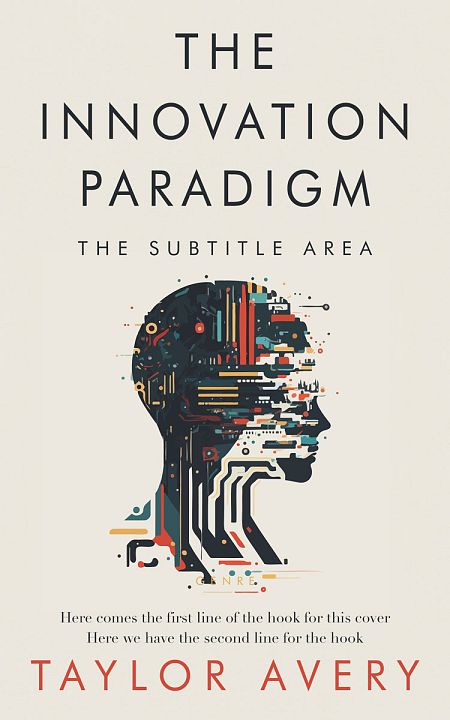 THE
INNOVATION
PARADIGM
THE SUBTITLE AREA
GENRE
Here comes the first line of the hook for this cover
Here we have the second line for the hook
TAYLOR AVERY